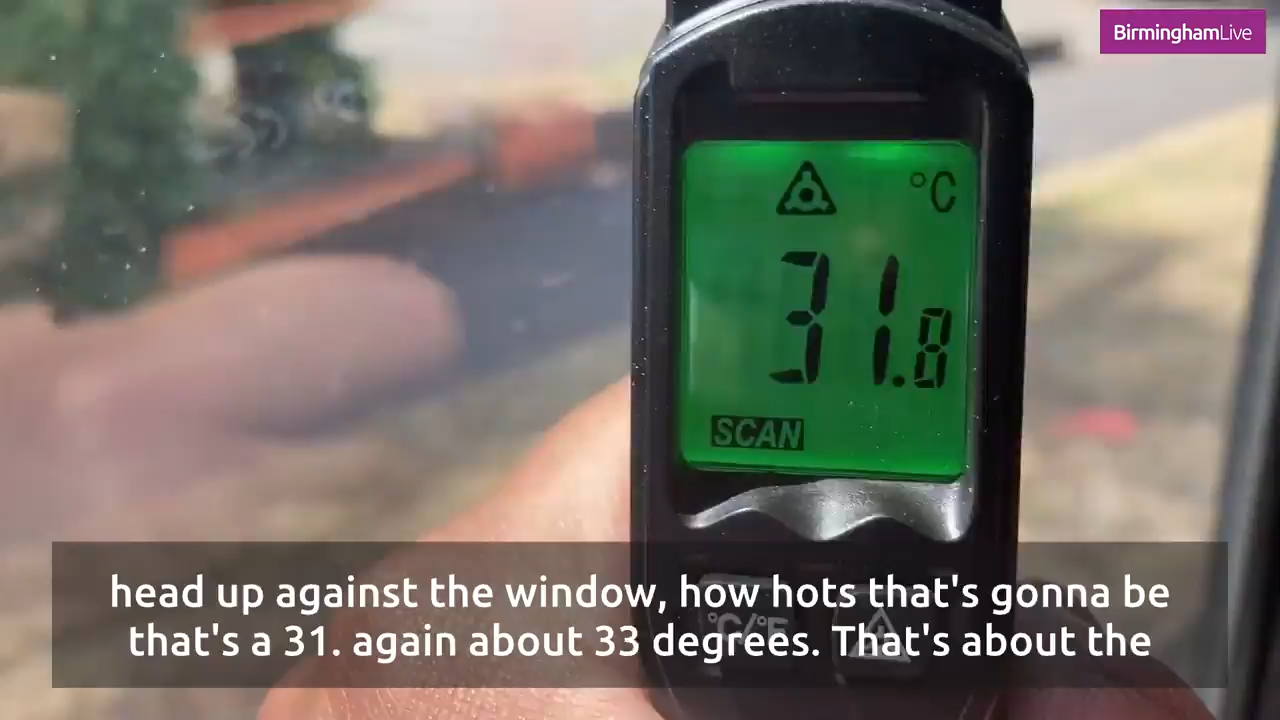 BirminghamLive
°C
31.8
SCAN
°C/°F
head up against the window, how hots that's gonna be
that's a 31. again about 33 degrees. That's about the